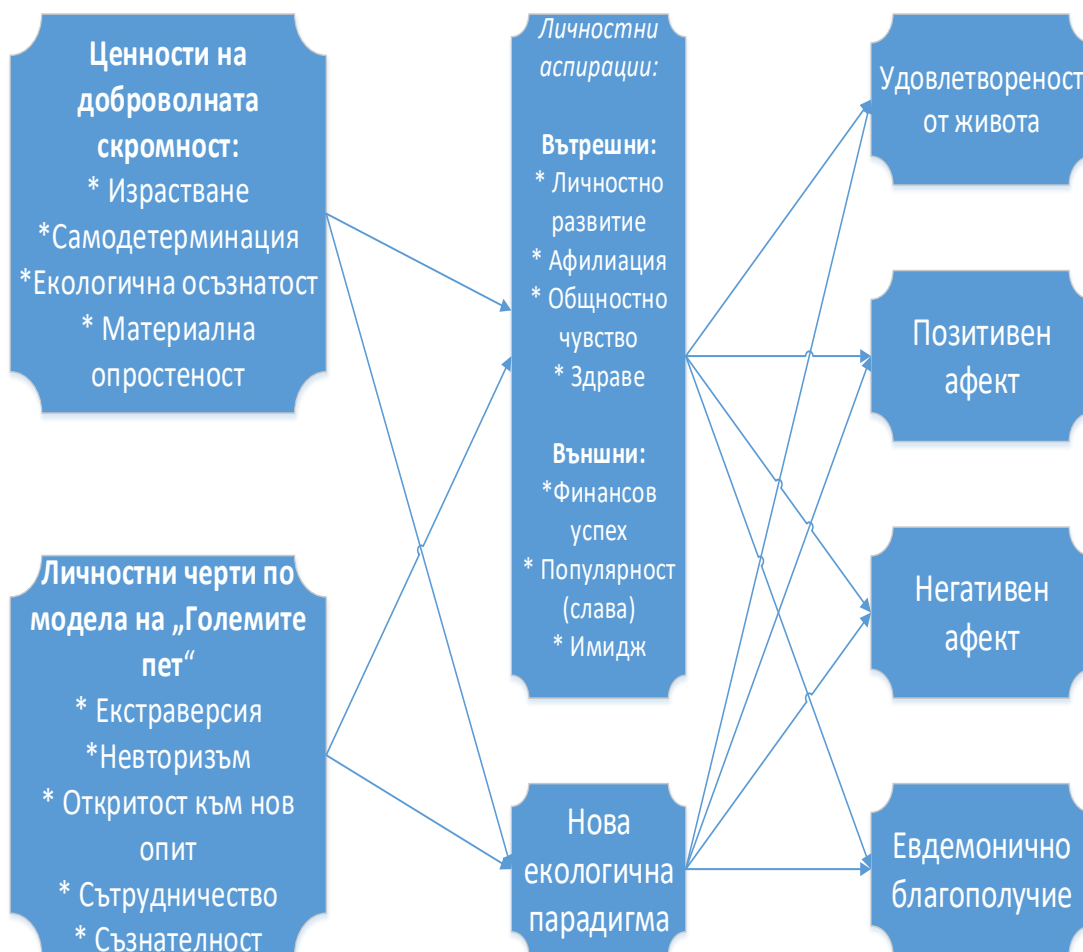 Ценности на
доброволната
скромност:
* Израстване
*Самодетерминация
*Екологична осъзнатост
* Материална
опростеност
Личностни черти по
модела на „Големите
пет“
* Екстраверсия
*Невторизъм
* Откритост към нов
опит
* Сътрудничество
* Съзнателност
Личностни
аспирации:
Вътрешни:
* Личностно
развитие
* Афилиация
* Общностно
чувство
* Здраве
Външни:
*Финансов
успех
* Популярност
(слава)
* Имидж
Нова
екологична
парадигма
Удовлетвореност
от живота
Позитивен
афект
Негативен
афект
Евдемонично
благополучие